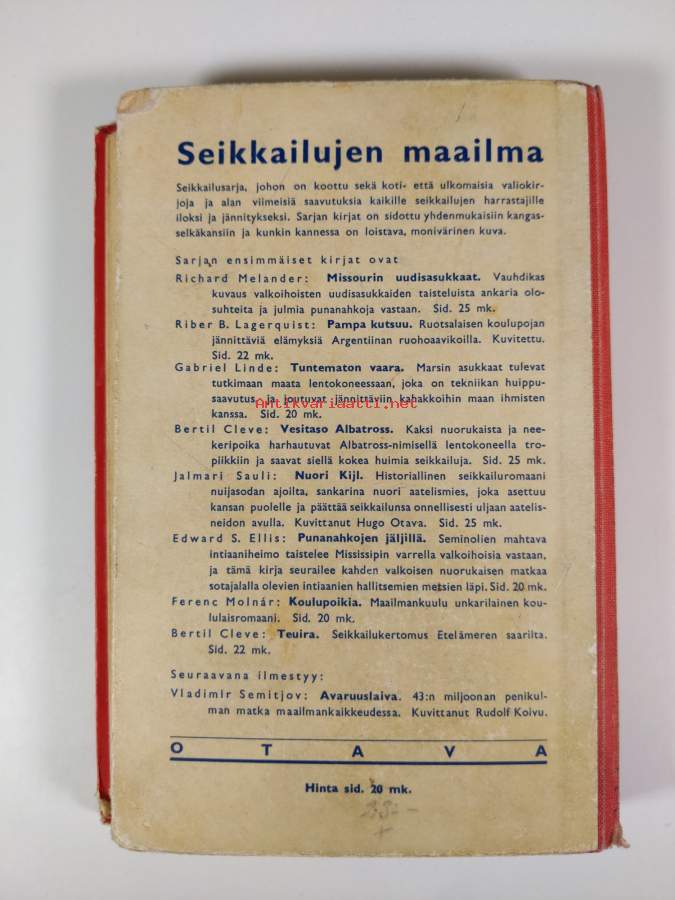 Seikkailujen maailma
Seikkailusarja, johon on koottu sekä koti- että ulkomaisia valiokir-
joja ja alan viimeisiä saavutuksia kaikille seikkailujen harrastajille
iloksi ja jännitykseksi. Sarjan kirjat on sidottu yhdenmukaisiin kangas-
selkäkansiin ja kunkin kannessa on loistava, monivärinen kuva.
Sarjan ensimmäiset kirjat ovat
Richard Melander: Missourin uudisasukkaat. Vauhdikas
kuvaus valkoihoisten uudisasukkaiden taisteluista ankaria olo-
suhteita ja julmia punanahkoja vastaan. Sid. 25 mk.
Riber B. Lagerquist: Pampa kutsuu. Ruotsalaisen koulupojan
jännittäviä elämyksiä Argentiinan ruohoaavikoilla. Kuvitettu.
Sid. 22 mk.
Gabriel Linde: Tuntematon vaara. Marsin asukkaat tulevat
tutkimaan maata lentokoneessaan, joka on tekniikan huippu-
saavutus, ja joutuvat jännittäviin kahakkoihin maan ihmisten
kanssa. Sid. 20 mk.
Antikvariaatti.net
Bertil Cleve: Vesitaso Albatross. Kaksi nuorukaista ja nee-
keripoika harhautuvat Albatross-nimisellä lentokoneella tro-
piikkiin ja saavat siellä kokea huimia seikkailuja. Sid. 25 mk.
Jalmari Sauli: Nuori Kijl. Historiallinen seikkailuromaani
nuijasodan ajoilta, sankarina nuori aatelismies, joka asettuu
kansan puolelle ja päättää seikkailunsa onnellisesti uljaan aatelis-
neidon avulla. Kuvittanut Hugo Otava. Sid. 25 mk.
Edward S. Ellis: Punanahkojen jäljillä. Seminolien mahtava
intiaaniheimo taistelee Mississipin varrella valkoihoisia vastaan,
ja tämä kirja seurailee kahden valkoisen nuorukaisen matkaa
sotajalalla olevien intiaanien hallitsemien metsien läpi. Sid. 20 mk.
Ferenc Molnár: Koulupoikia. Maailmankuulu unkarilainen kou-
lulaisromaani. Sid. 20 mk.
Bertil Cleve: Teuira. Seikkailukertomus Etelämeren saarilta.
Sid. 22 mk.
Seuraavana ilmestyy:
Vladimir Semitjov: Avaruuslaiva. 43:n miljoonan penikul-
man matka maailmankaikkeudessa. Kuvittanut Rudolf Koivu.
OTAVA
Hinta sid. 20 mk.